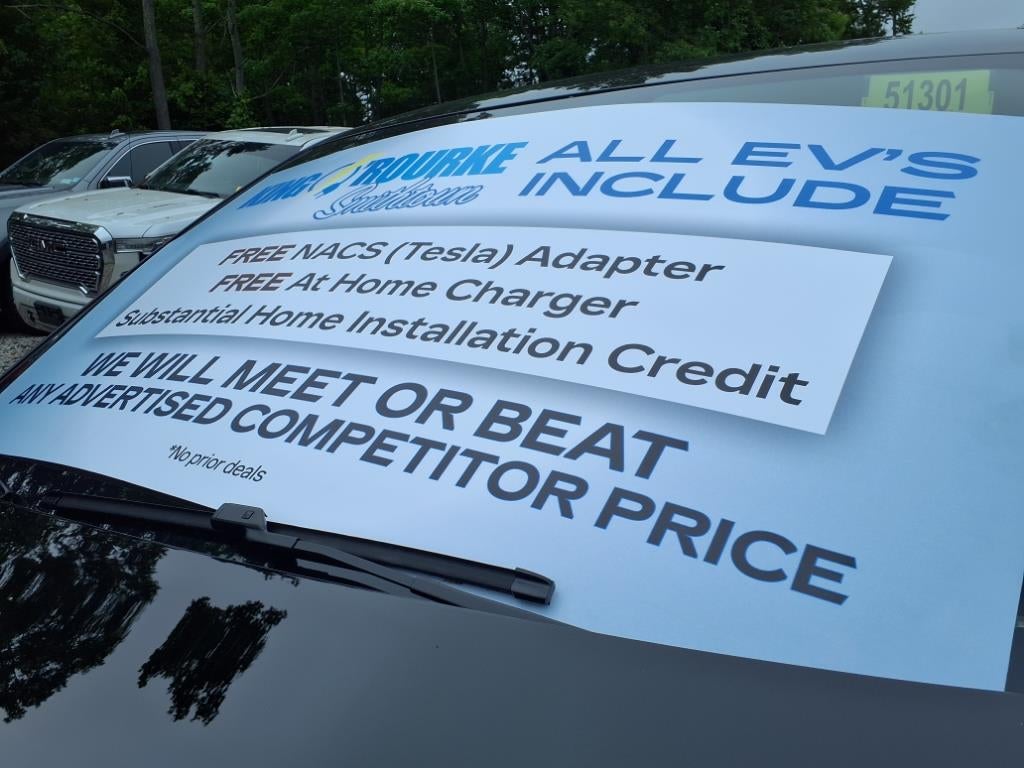 51301
KING O'ROURKE
Smithtown
ALL EV'S
INCLUDE
FREE NACS (Tesla) Adapter
FREE At Home Charger
Substantial Home Installation Credit
WE WILL MEET OR BEAT
ANY ADVERTISED COMPETITOR PRICE
*No prior deals